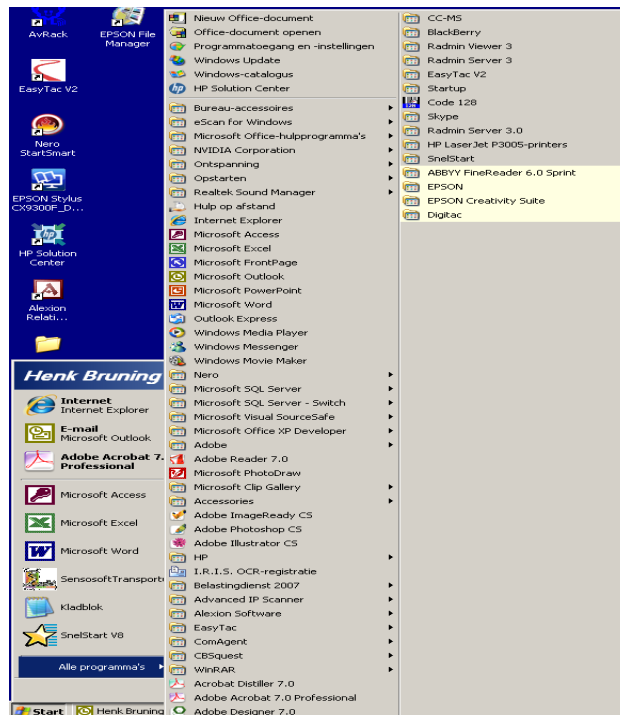 AvRack
EPSON File
Manager
EasyTac V2
Nero
StartSmart
EPSON Stylus
CX9300F_D...
HP Solution
Center
Alexion
Relati...
Henk Bruning
Internet
Internet Explorer
E-mail
Microsoft Outlook
Adobe Acrobat 7.
Professional
Microsoft Access
Microsoft Excel
Microsoft Word
SensosoftTransport
Kladblok
SnelStart V8
Alle programma's
Start
Henk Bruning
Nieuw Office-document
Office-document openen
Programmatoegang en -instellingen
Windows Update
Windows-catalogus
HP Solution Center
Bureau-accessoires
eScan for Windows
Microsoft Office-hulpprogramma's
NVIDIA Corporation
Ontspanning
Opstarten
Realtek Sound Manager
Hulp op afstand
Internet Explorer
Microsoft Access
Microsoft Excel
Microsoft FrontPage
Microsoft Outlook
Microsoft PowerPoint
Microsoft Word
Outlook Express
Windows Media Player
Windows Messenger
Windows Movie Maker
Nero
Microsoft SQL Server
Microsoft SQL Server - Switch
Microsoft Visual SourceSafe
Microsoft Office XP Developer
Adobe
Adobe Reader 7.0
Microsoft PhotoDraw
Microsoft Clip Gallery
Accessories
Adobe ImageReady CS
Adobe Photoshop CS
Adobe Illustrator CS
HP
I.R.I.S. OCR-registratie
Belastingdienst 2007
Advanced IP Scanner
Alexion Software
EasyTac
ComAgent
CBSquest
WinRAR
Acrobat Distiller 7.0
Adobe Acrobat 7.0 Professional
Adobe Designer 7.0
CC-MS
BlackBerry
Radmin Viewer 3
Radmin Server 3
EasyTac V2
Startup
Code 128
Skype
Radmin Server 3.0
HP LaserJet P3005-printers
SnelStart
ABBYY FineReader 6.0 Sprint
EPSON
EPSON Creativity Suite
Digitac